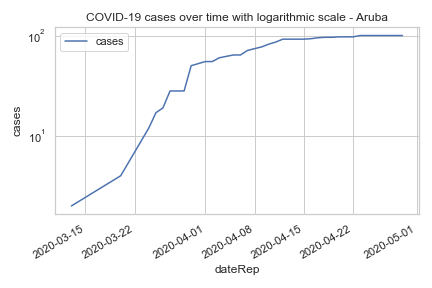 COVID-19 cases over time with logarithmic scale - Aruba
cases
10²
10¹
cases
2020-03-15
2020-03-22
2020-04-01
2020-04-08
2020-04-15
2020-04-22
2020-05-01
dateRep